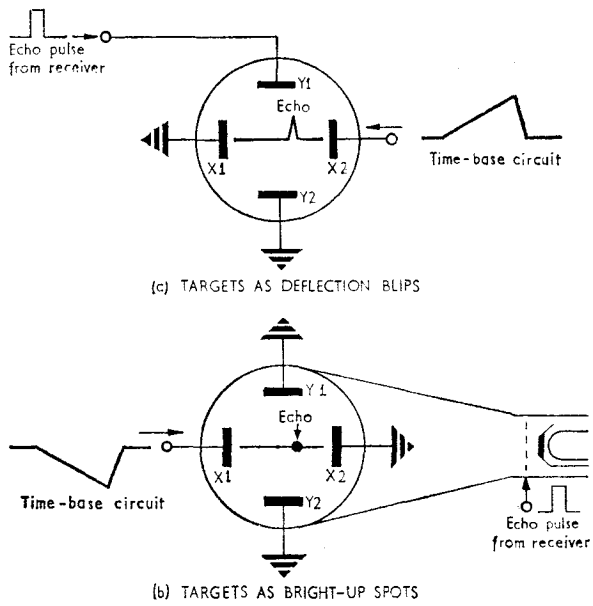 Echo pulse
from receiver
Y1
Echo
X1
X2
Y2
Time-base circuit
(c) TARGETS AS DEFLECTION BLIPS
Y1
Echo
X1
X2
Y2
Time-base circuit
Echo pulse
from receiver
(b) TARGETS AS BRIGHT-UP SPOTS